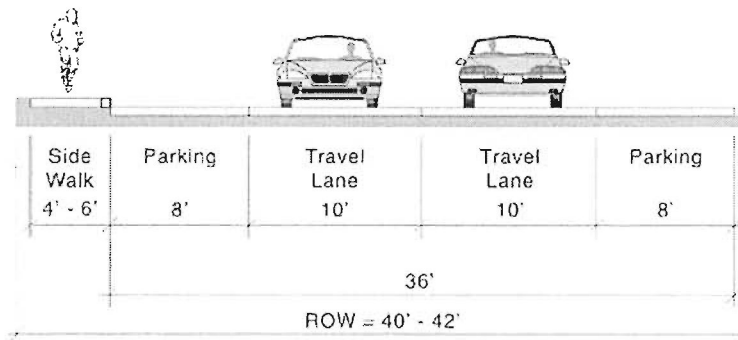 Side Walk 4' - 6'
Parking 8'
Travel Lane 10'
Travel Lane 10'
Parking 8'
36'
ROW = 40' - 42'